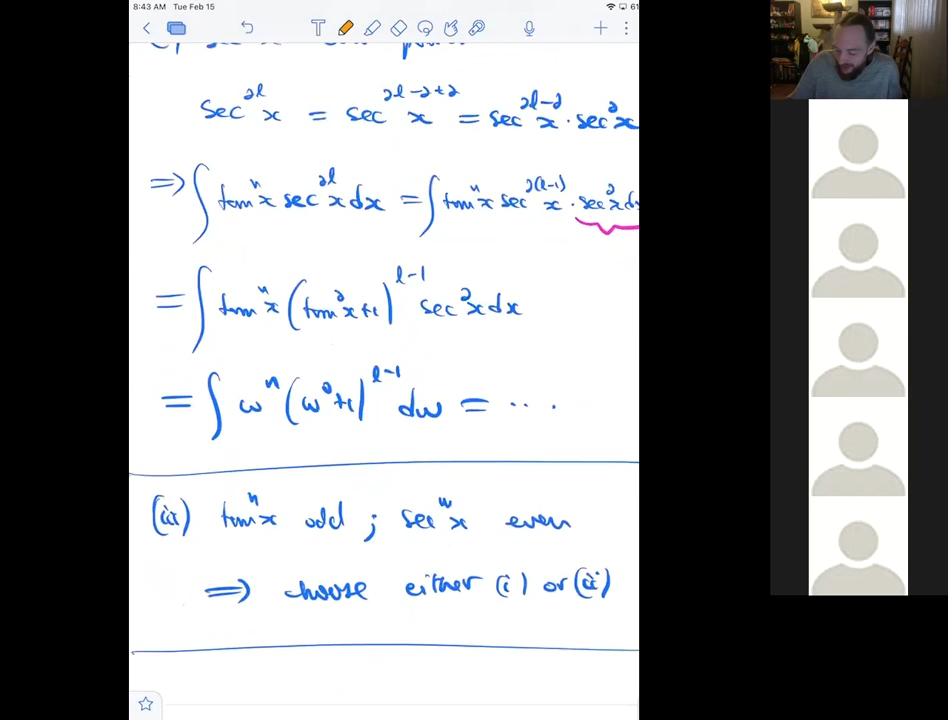 8:43 AM Tue Feb 15
61
sec^{2l} x = sec^{2l-2+2} x = sec^{2l-2} x · sec^2 x
⇒ ∫ tan^n x sec^{2l} x dx = ∫ tan^n x sec^{2(l-1)} x · sec^2 x d
= ∫ tan^n x (tan^2 x + 1)^{l-1} sec^2 x dx
= ∫ w^n (w^2 + 1)^{l-1} dw = ...
(iii) tan^n x odd ; sec^m x even
⇒ choose either (i) or (ii)